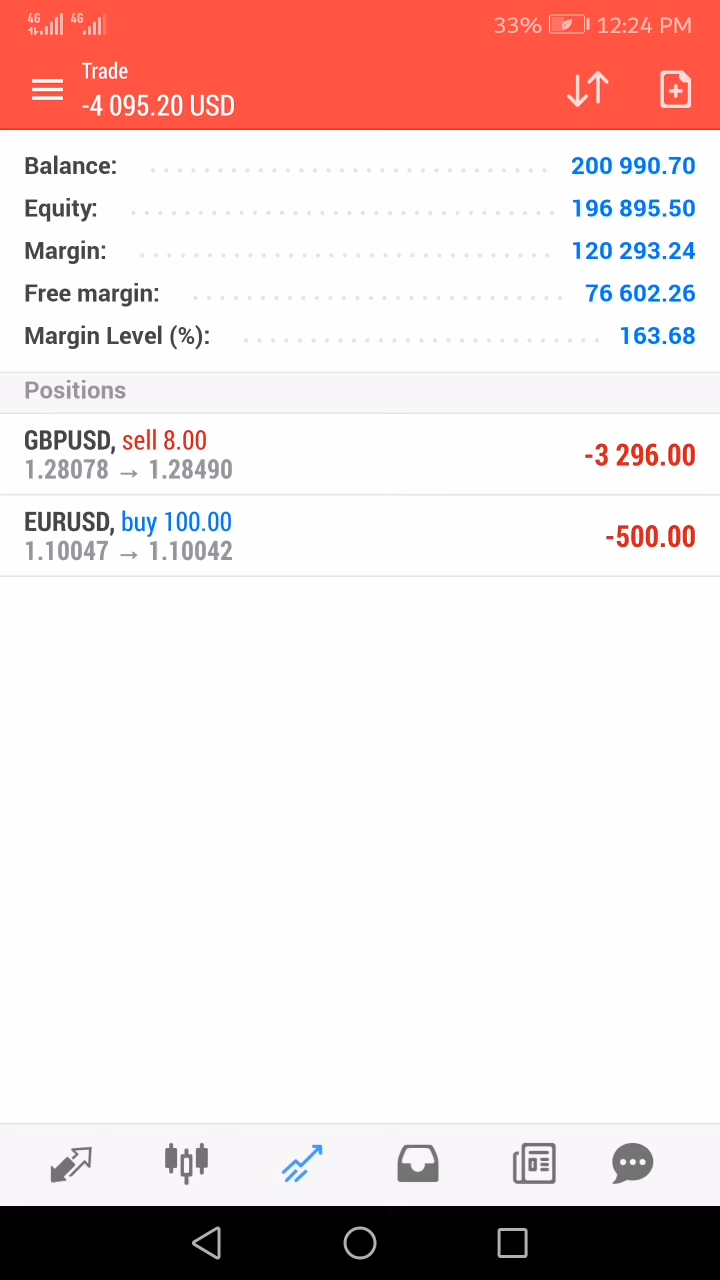 4G 4G 33% 12:24 PM
Trade
-4 095.20 USD
Balance: 200 990.70
Equity: 196 895.50
Margin: 120 293.24
Free margin: 76 602.26
Margin Level (%): 163.68
Positions
GBPUSD, sell 8.00
1.28078 → 1.28490 -3 296.00
EURUSD, buy 100.00
1.10047 → 1.10042 -500.00